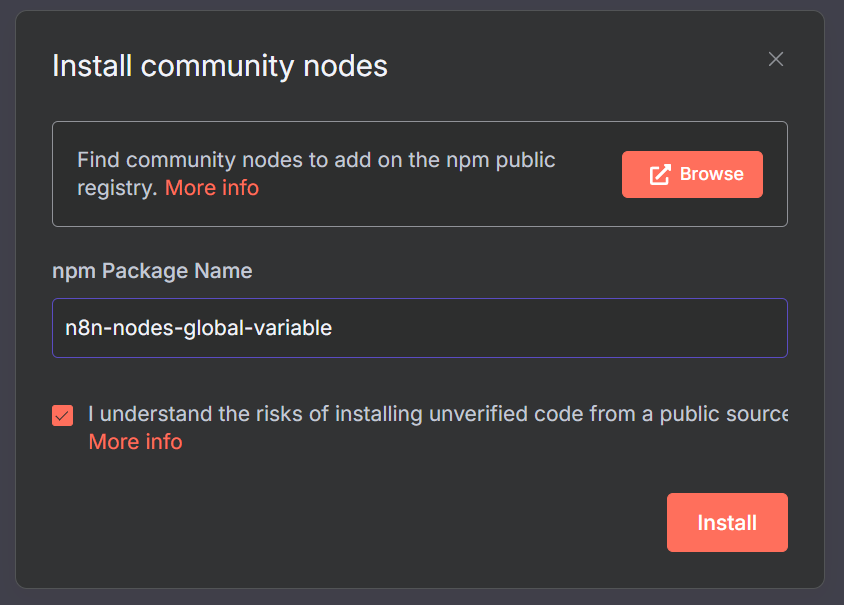 Install community nodes
Find community nodes to add on the npm public
registry. More info
Browse
npm Package Name
n8n-nodes-global-variable
I understand the risks of installing unverified code from a public source
More info
Install